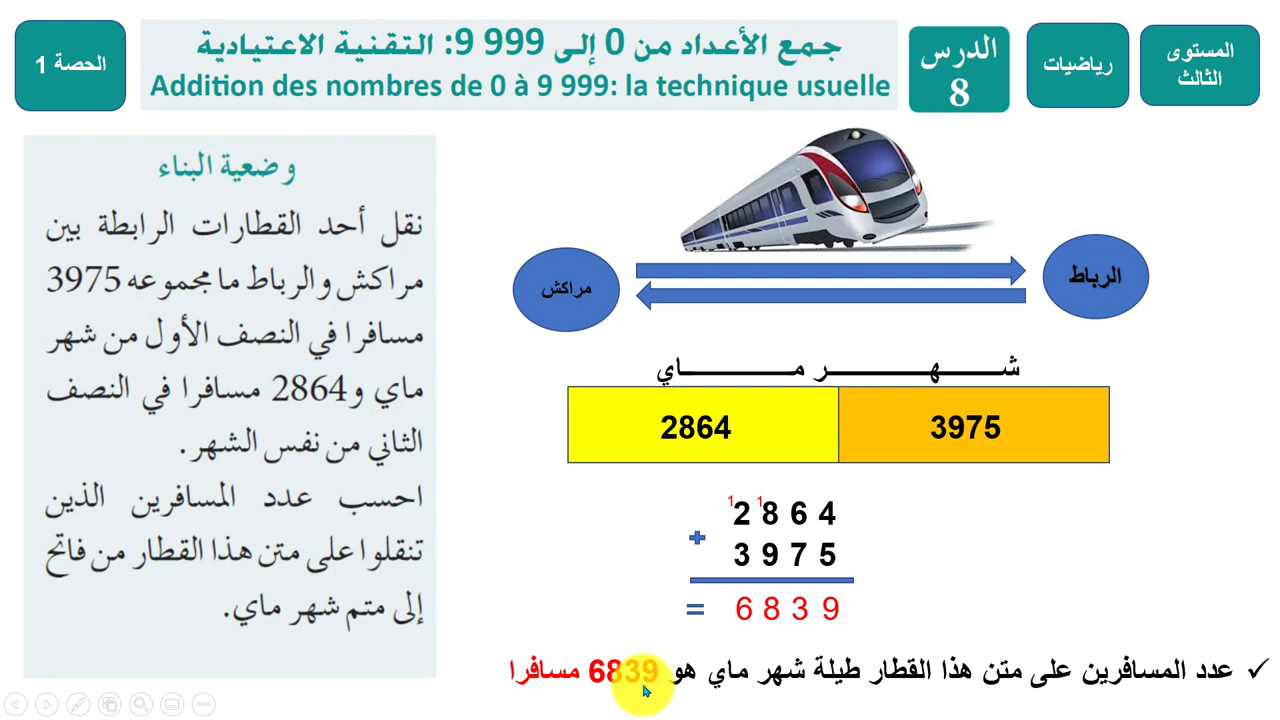 المستوى
الثالث
رياضيات
الدرس
8
جمع الأعداد من 0 إلى 999 9: التقنية الاعتيادية
Addition des nombres de 0 à 9 999: la technique usuelle
الحصة 1
وضعية البناء
نقل أحد القطارات الرابطة بين
مراكش والرباط ما مجموعه 3975
مسافرا في النصف الأول من شهر
ماي و2864 مسافرا في النصف
الثاني من نفس الشهر.
احسب عدد المسافرين الذين
تنقلوا على متن هذا القطار من فاتح
إلى متم شهر ماي.
الرباط
مراكش
شـــــهـــــــر مـــــــاي
3975
2864
1 1
2 8 6 4
+
3 9 7 5
= 6 8 3 9
✓ عدد المسافرين على متن هذا القطار طيلة شهر ماي هو 6839 مسافرا